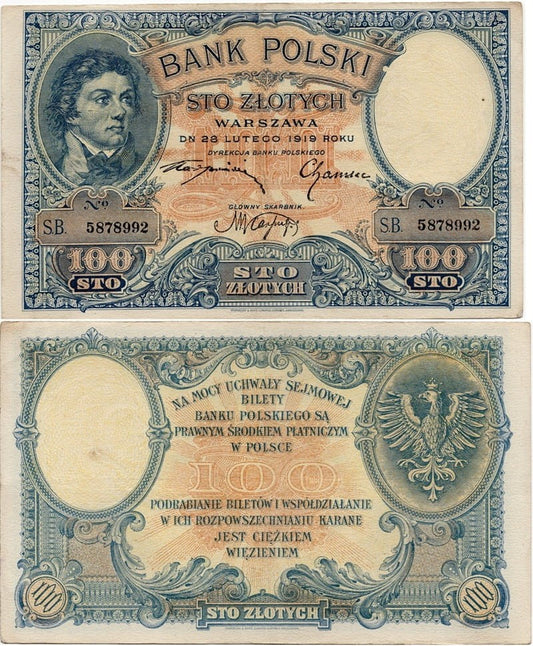 BANK POLSKI
STO ZŁOTYCH
WARSZAWA
DN 28 LUTEGO 1919 ROKU
DYREKCJA BANKU POLSKIEGO
GŁOWNY SKARBNIK.
Nº
S.B. 5878992
Nº
S.B. 5878992
100
STO
STO
ZŁOTYCH
100
STO
NA MOCY UCHWAŁY SEJMOWEJ
BILETY
BANKU POLSKIEGO SĄ
PRAWNYM ŚRODKIEM PŁATNICZYM
W POLSCE
100
PODRABIANIE BILETÓW I WSPÓŁDZIAŁANIE
W ICH ROZPOWSZECHNIANIU KARANE
JEST CIĘŻKIEM
WIĘZIENIEM
100
STO ZŁOTYCH
100